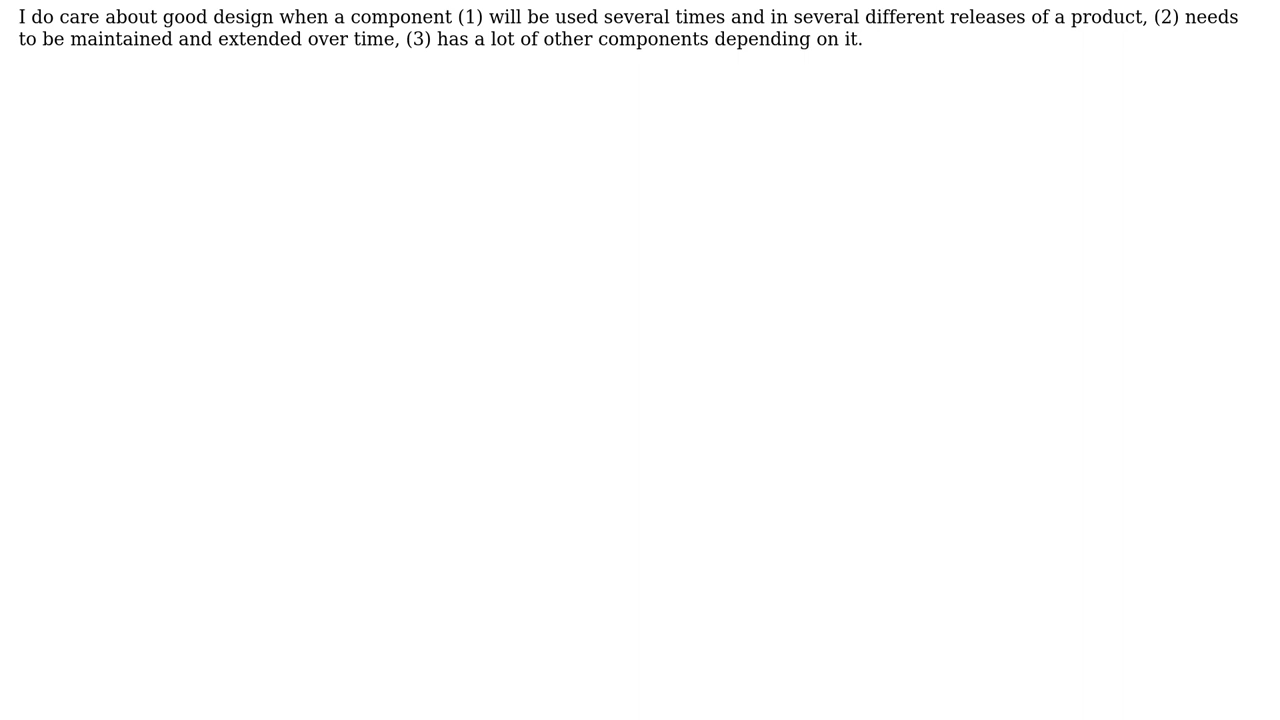 I do care about good design when a component (1) will be used several times and in several different releases of a product, (2) needs
to be maintained and extended over time, (3) has a lot of other components depending on it.